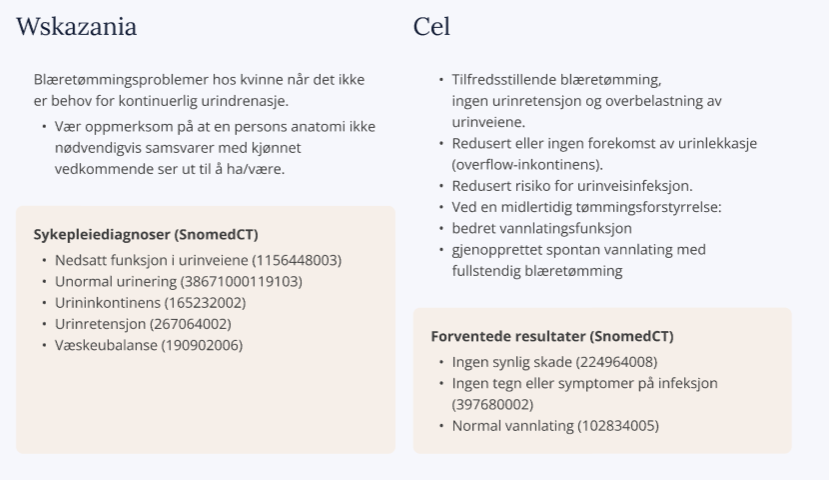 Wskazania
Blæretømmingsproblemer hos kvinne når det ikke
er behov for kontinuerlig urindrenasje.
• Vær oppmerksom på at en persons anatomi ikke
nødvendigvis samsvarer med kjønnet
vedkommende ser ut til å ha/være.
Sykepleiediagnoser (SnomedCT)
• Nedsatt funksjon i urinveiene (1156448003)
• Unormal urinering (38671000119103)
• Urininkontinens (165232002)
• Urinretensjon (267064002)
• Væskeubalanse (190902006)
Cel
• Tilfredsstillende blæretømming,
ingen urinretensjon og overbelastning av
urinveiene.
• Redusert eller ingen forekomst av urinlekkasje
(overflow-inkontinens).
• Redusert risiko for urinveisinfeksjon.
• Ved en midlertidig tømmingsforstyrrelse:
• bedret vannlatingsfunksjon
• gjenopprettet spontan vannlating med
fullstendig blæretømming
Forventede resultater (SnomedCT)
• Ingen synlig skade (224964008)
• Ingen tegn eller symptomer på infeksjon
(397680002)
• Normal vannlating (102834005)